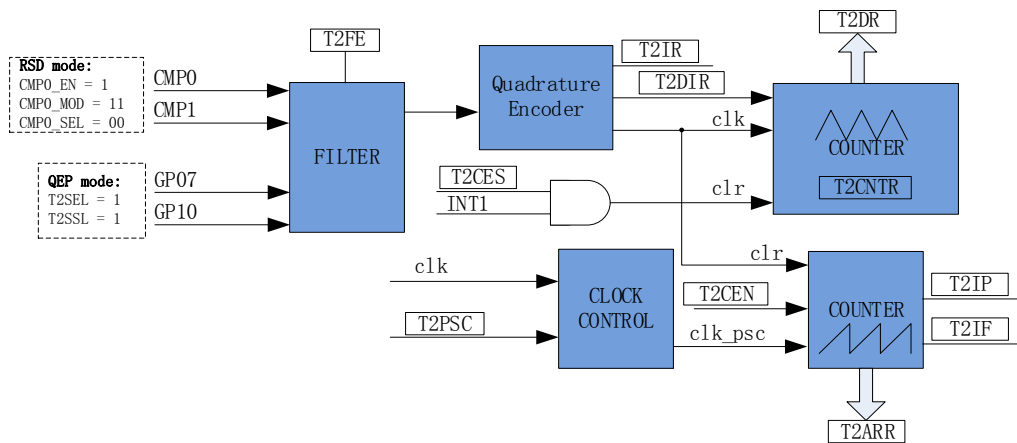 T2DR
T2FE
T2IR
RSD mode:
CMP0_EN = 1
CMP0_MOD = 11
CMP0_SEL = 00
CMP0
CMP1
Quadrature
Encoder
T2DIR
clk
COUNTER
FILTER
T2CNTR
QEP mode:
T2SEL = 1
T2SSL = 1
GP07
GP10
T2CES
INT1
clr
clr
clk
CLOCK
CONTROL
T2CEN
COUNTER
T2IP
T2PSC
clk_psc
T2IF
T2ARR